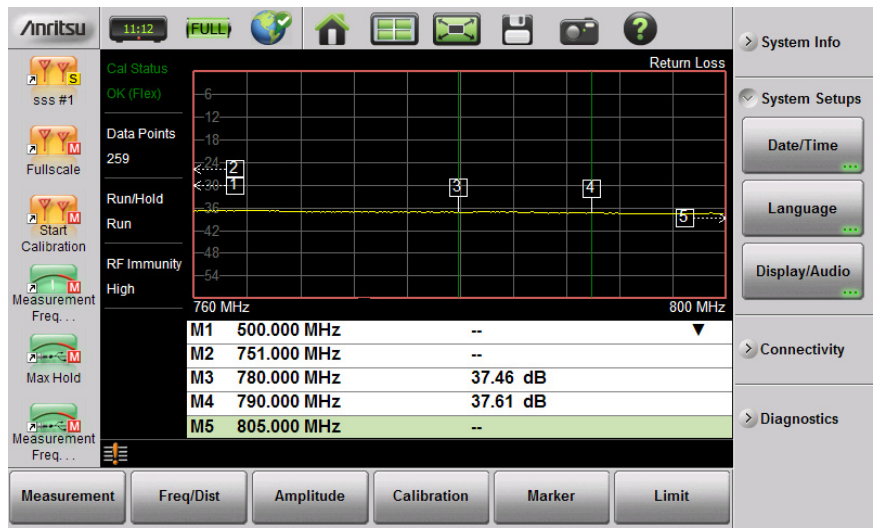 Anritsu
11:12
FULL
?
System Info
sss #1
S
Fullscale
M
Start
Calibration
M
Measurement
Freq. . .
M
Max Hold
M
Measurement
Freq. . .
M
Cal Status
OK (Flex)
Data Points
259
Run/Hold
Run
RF Immunity
High
Return Loss
-6
-12
-18
-24
-30
-36
-42
-48
-54
2
1
3
4
5
760 MHz
800 MHz
M1 500.000 MHz -- ▼
M2 751.000 MHz --
M3 780.000 MHz 37.46 dB
M4 790.000 MHz 37.61 dB
M5 805.000 MHz --
System Setups
Date/Time
Language
Display/Audio
Connectivity
Diagnostics
Measurement
Freq/Dist
Amplitude
Calibration
Marker
Limit